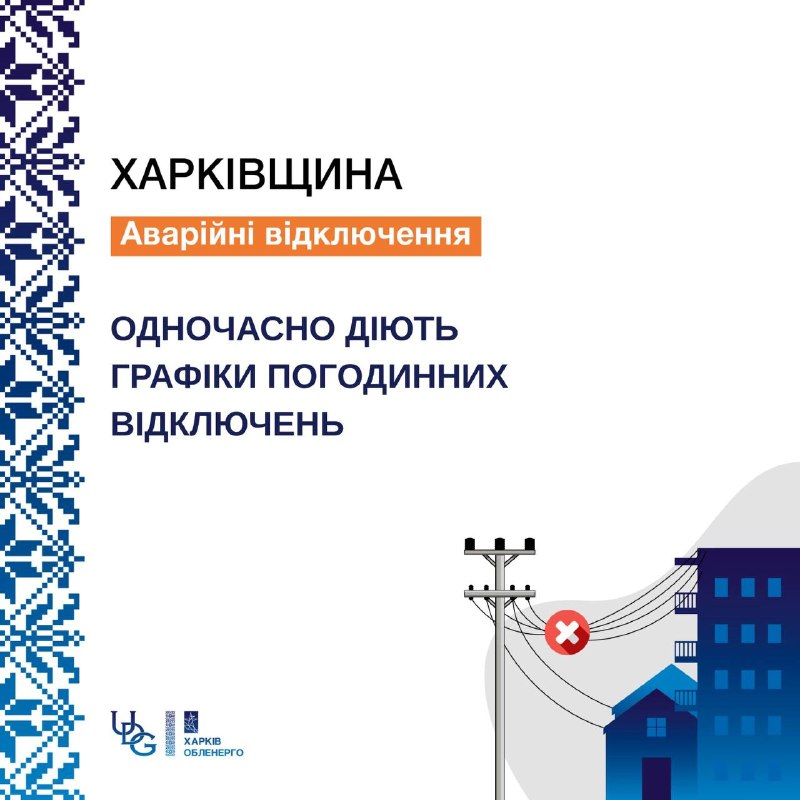 ХАРКІВЩИНА
Аварійні відключення
ОДНОЧАСНО ДІЮТЬ
ГРАФІКИ ПОГОДИННИХ
ВІДКЛЮЧЕНЬ
UDG
ХАРКІВ
ОБЛЕНЕРГО